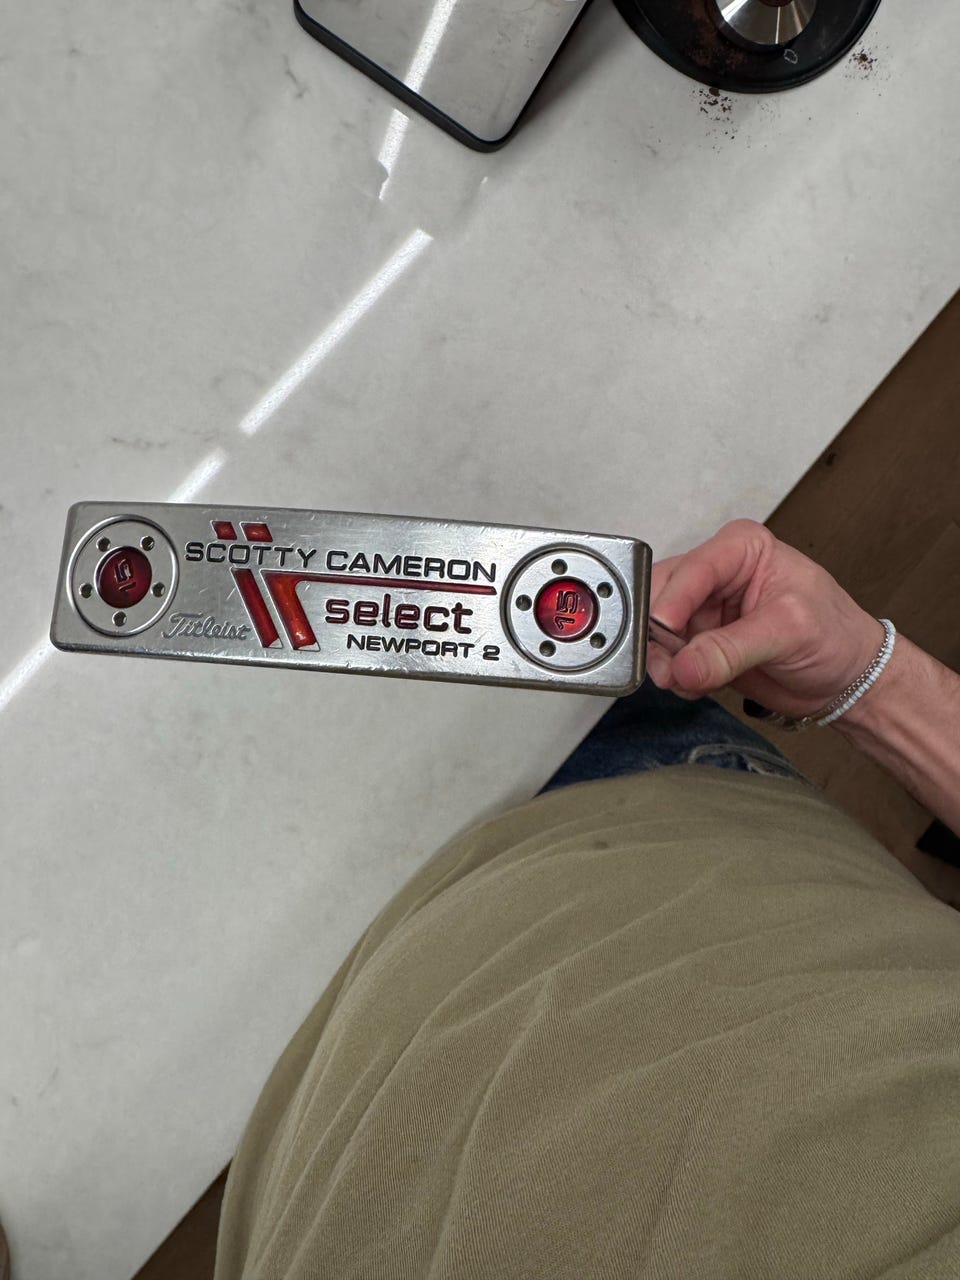 SCOTTY CAMERON
select
Titleist
NEWPORT 2
15
15